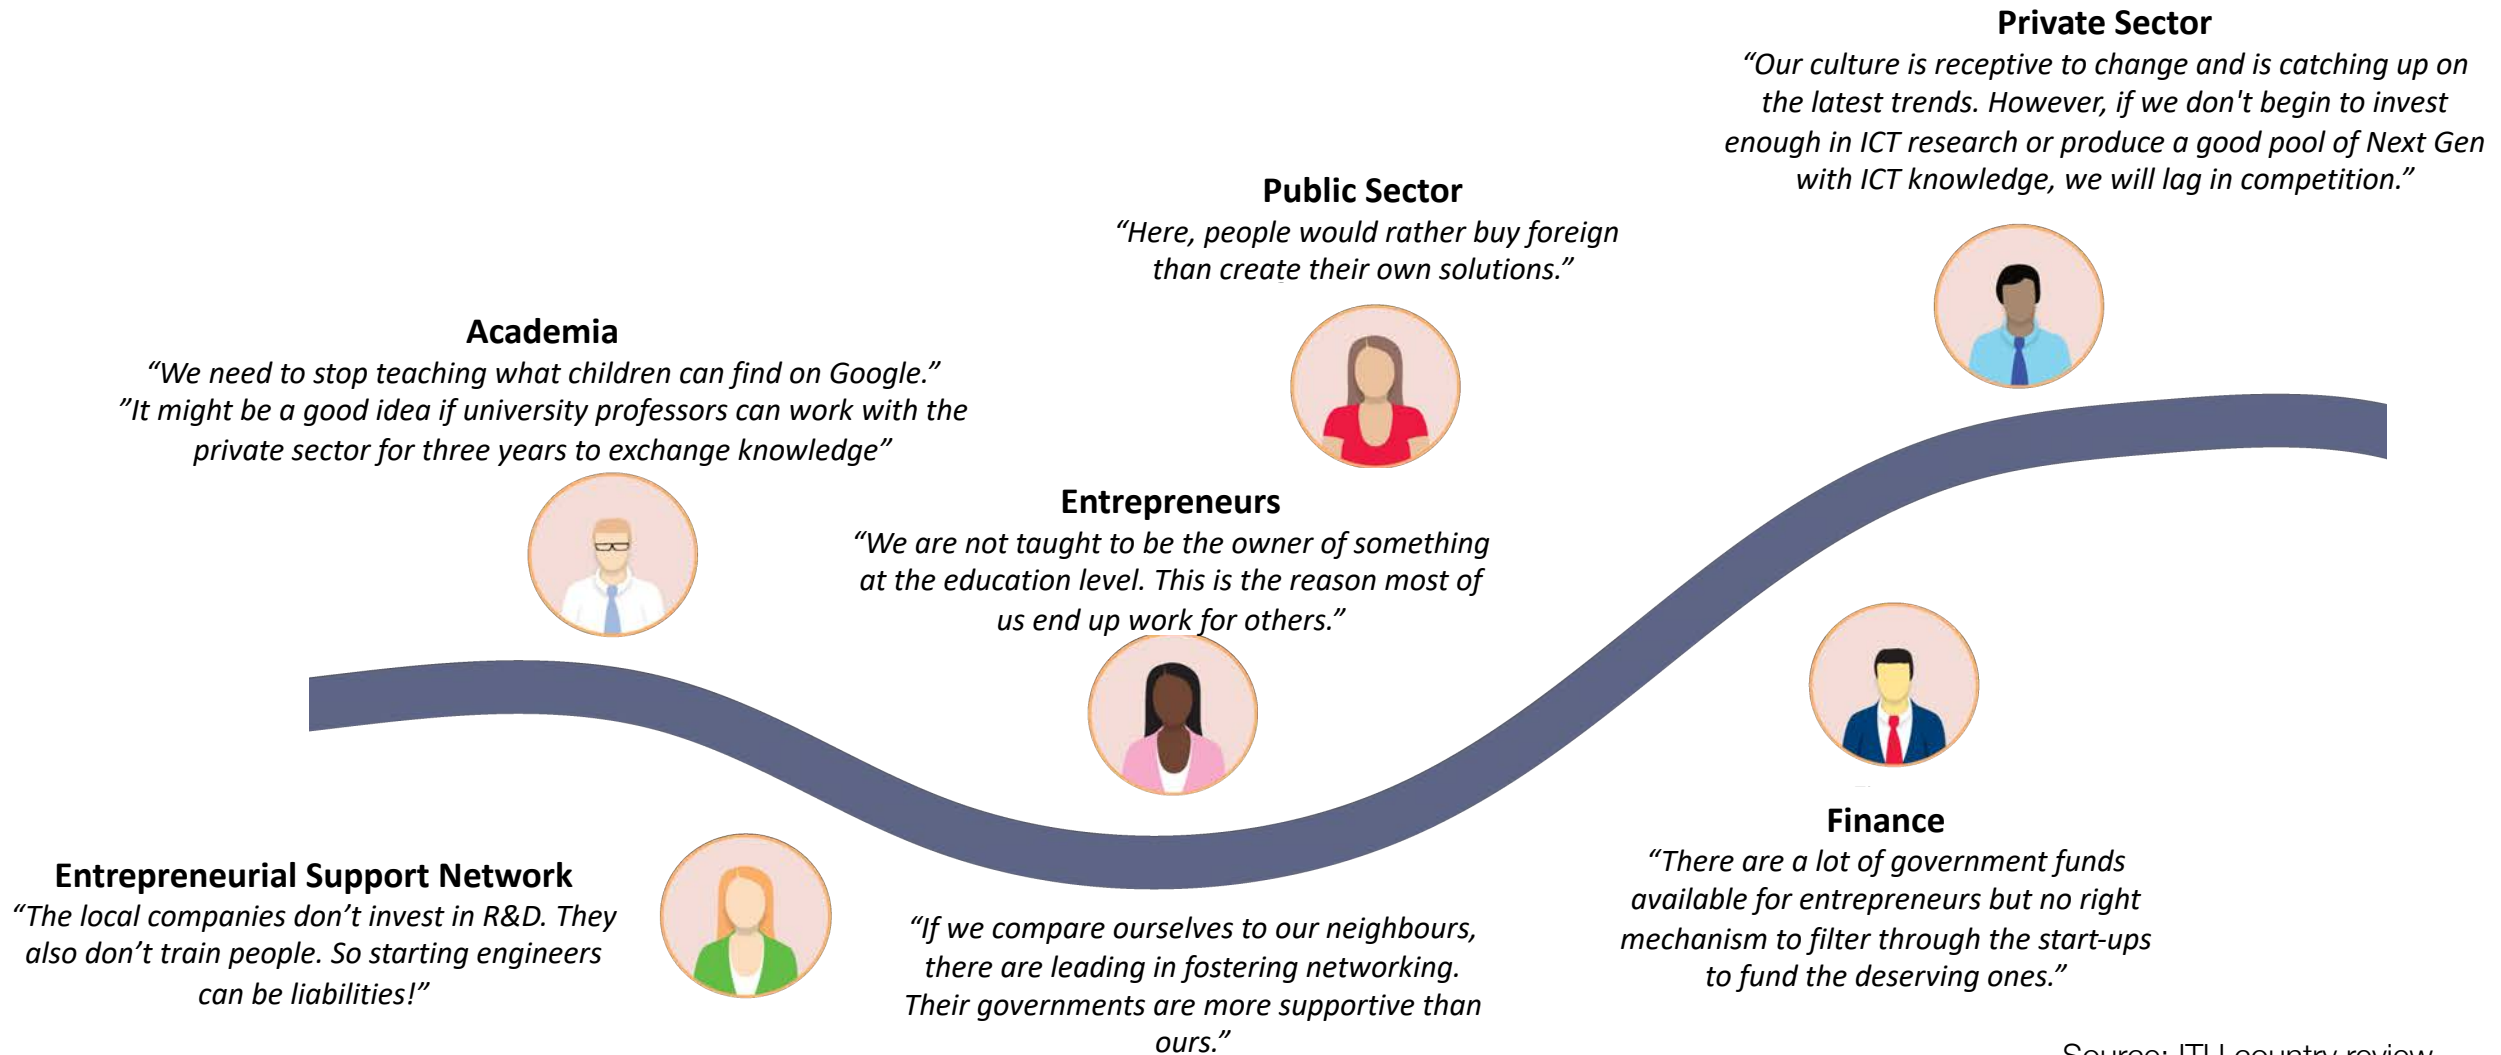 Private Sector
“Our culture is receptive to change and is catching up on
the latest trends. However, if we don't begin to invest
enough in ICT research or produce a good pool of Next Gen
with ICT knowledge, we will lag in competition.”
Public Sector
“Here, people would rather buy foreign
than create their own solutions.”
Academia
“We need to stop teaching what children can find on Google.”
”It might be a good idea if university professors can work with the
private sector for three years to exchange knowledge”
Entrepreneurs
“We are not taught to be the owner of something
at the education level. This is the reason most of
us end up work for others.”
Entrepreneurial Support Network
“The local companies don’t invest in R&D. They
also don’t train people. So starting engineers
can be liabilities!”
“If we compare ourselves to our neighbours,
there are leading in fostering networking.
Their governments are more supportive than
ours.”
Finance
“There are a lot of government funds
available for entrepreneurs but no right
mechanism to filter through the start-ups
to fund the deserving ones.”
Source: ITU country review